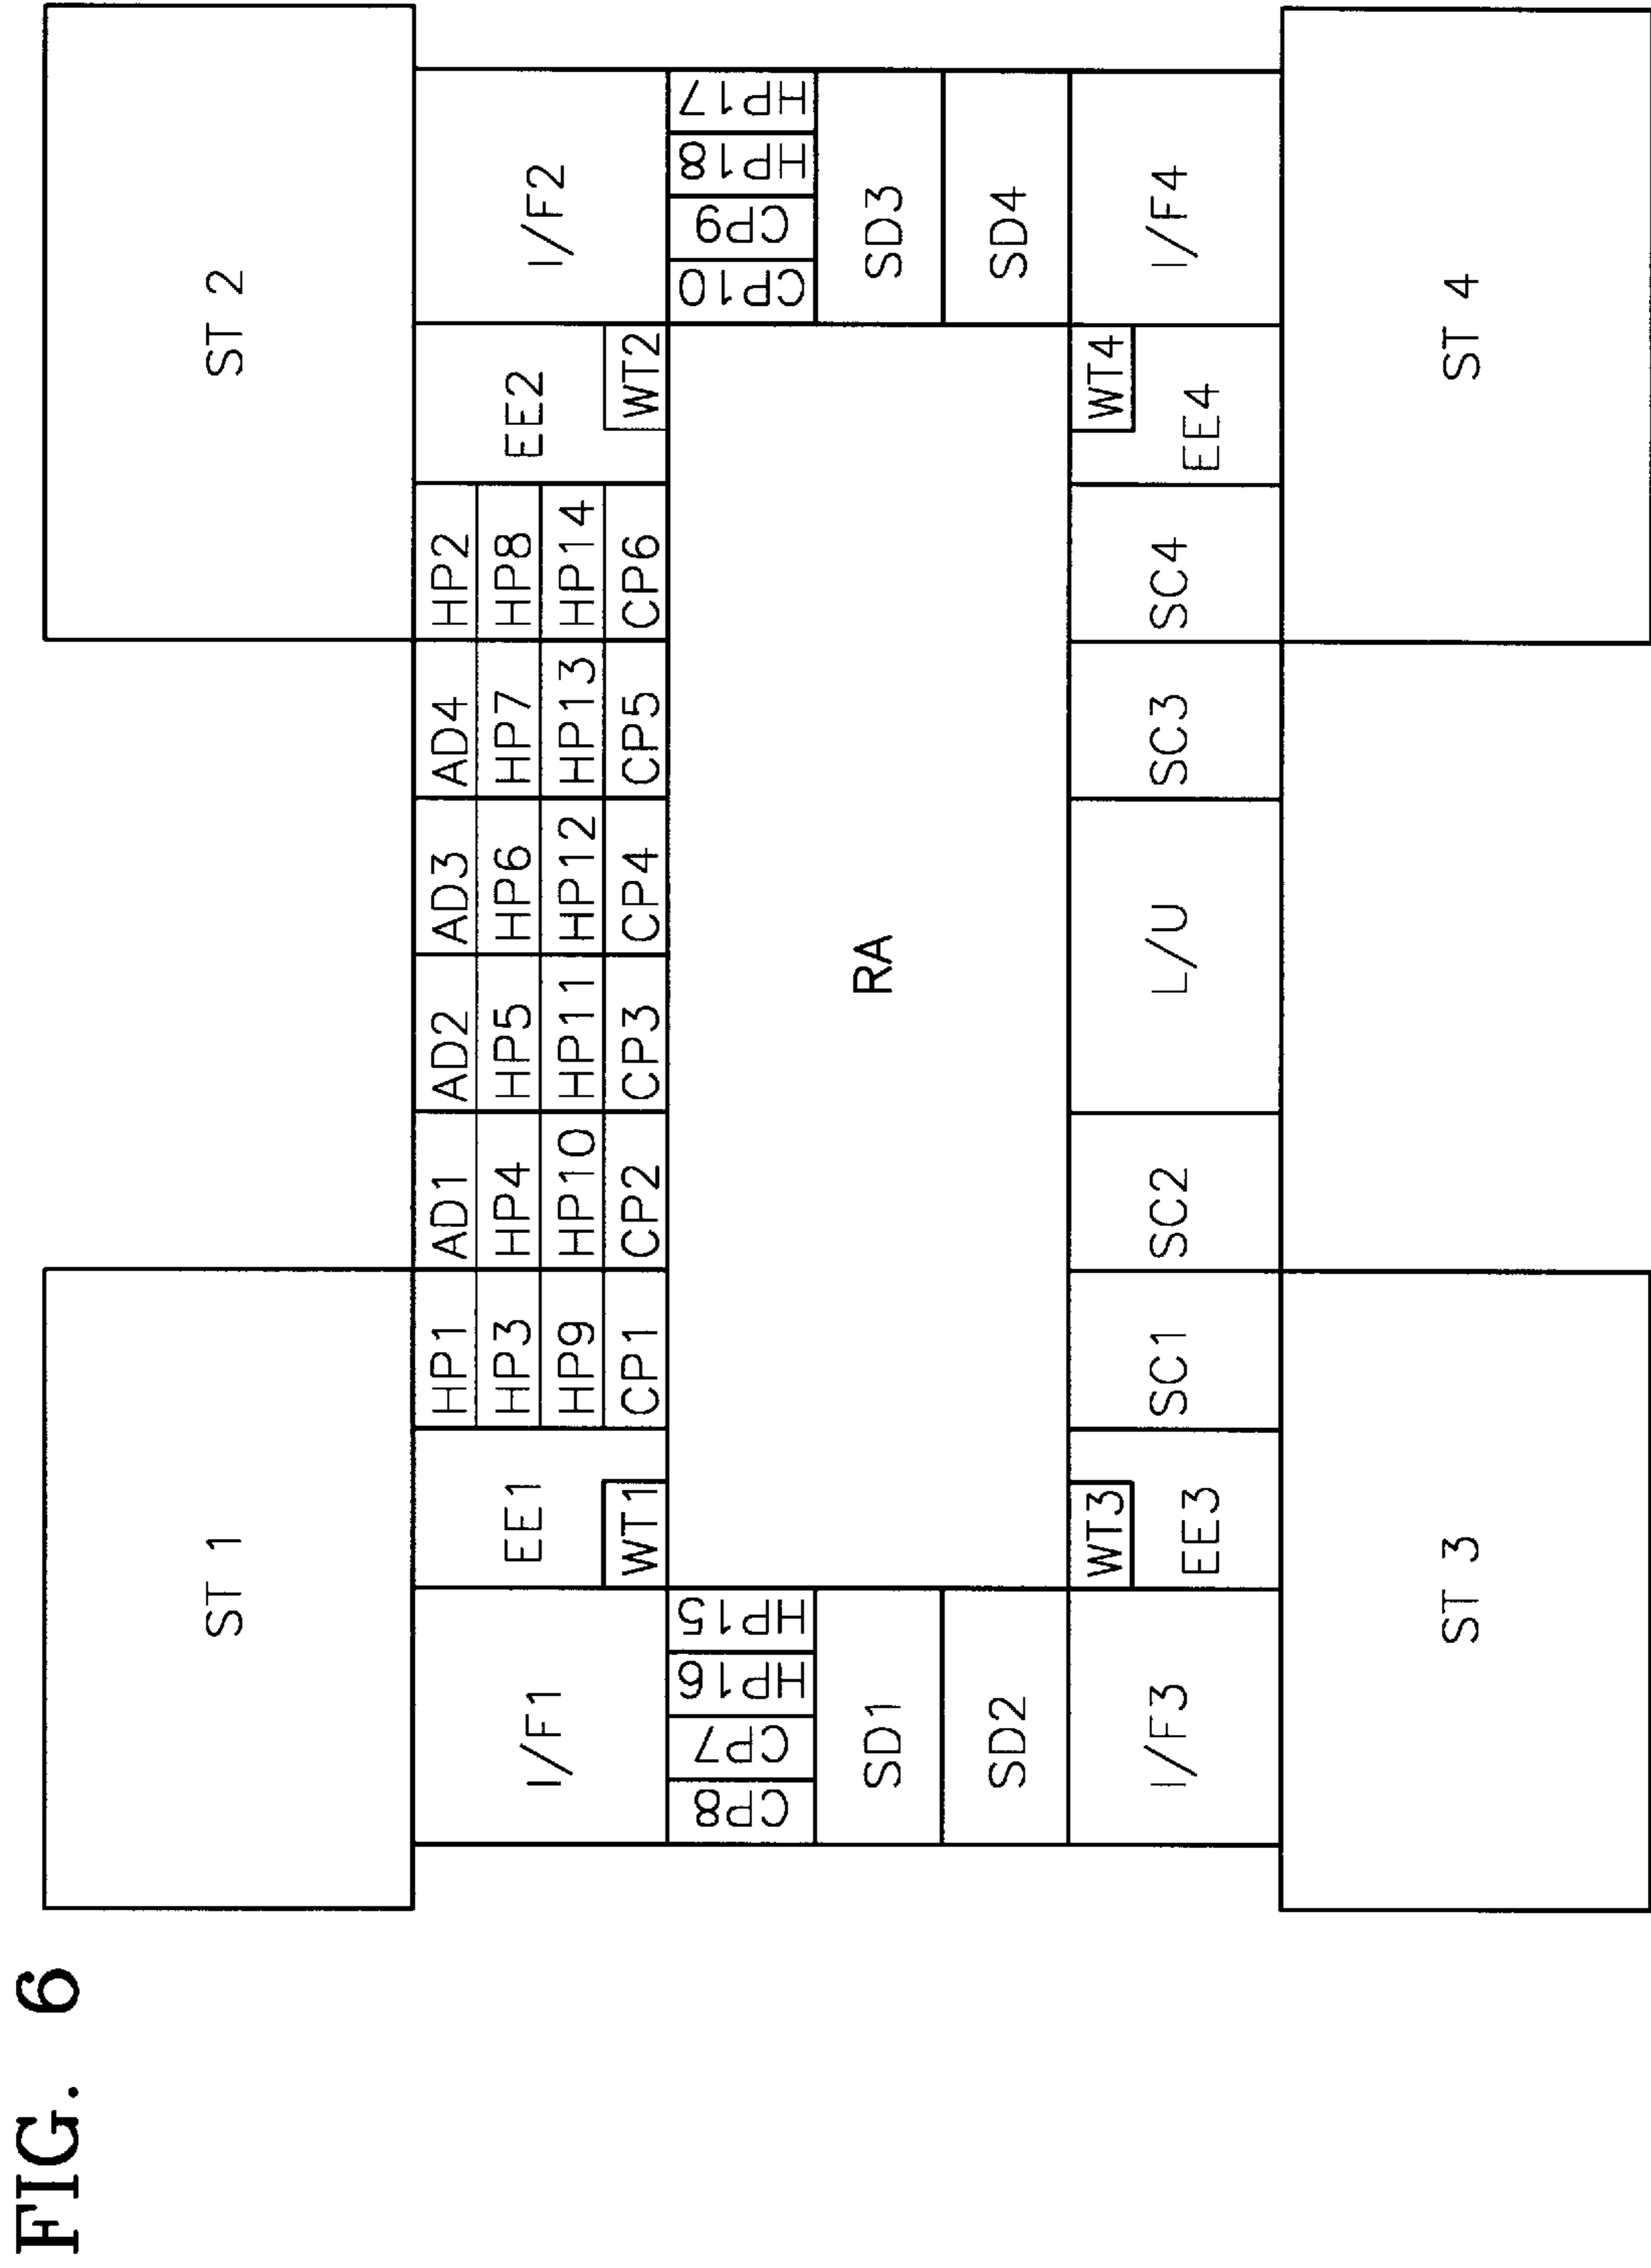 FIG. 6
ST 1
ST 2
HP1 AD1 AD2 AD3 AD4 HP2
I/F1 EE1 HP3 HP4 HP5 HP6 HP7 HP8 EE2 I/F2
HP9 HP10 HP11 HP12 HP13 HP14
WT1 CP1 CP2 CP3 CP4 CP5 CP6 WT2
CP8
CP7
HP16
HP15
CP10
CP9
HP18
HP17
SD1 RA SD3
SD2 SD4
WT3 WT4
I/F3 SC1 SC2 L/U SC3 SC4 I/F4
EE3 EE4
ST 3
ST 4